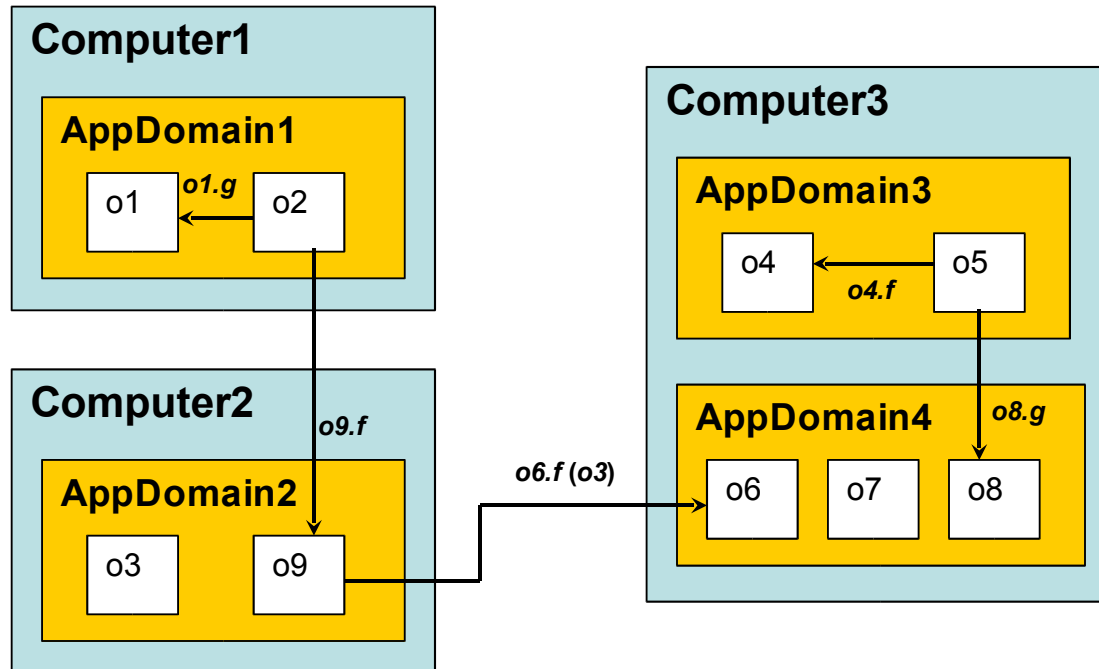 Computer1
AppDomain1
o1
o1.g
o2
Computer2
o9.f
AppDomain2
o3
o9
o6.f (o3)
Computer3
AppDomain3
o4
o4.f
o5
AppDomain4
o8.g
o6
o7
o8